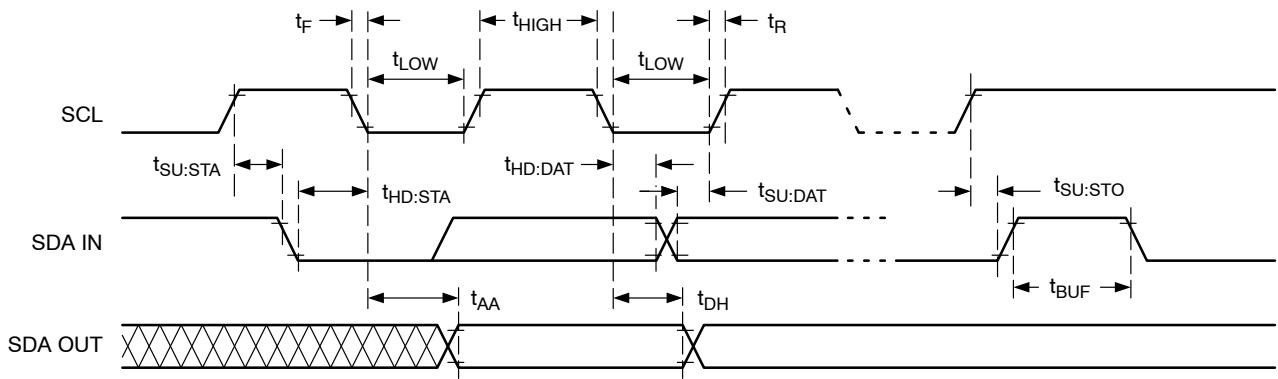 tF
tHIGH
tR
tLOW
tLOW
SCL
tSU:STA
tHD:STA
tHD:DAT
tSU:DAT
tSU:STO
SDA IN
tAA
tDH
tBUF
SDA OUT